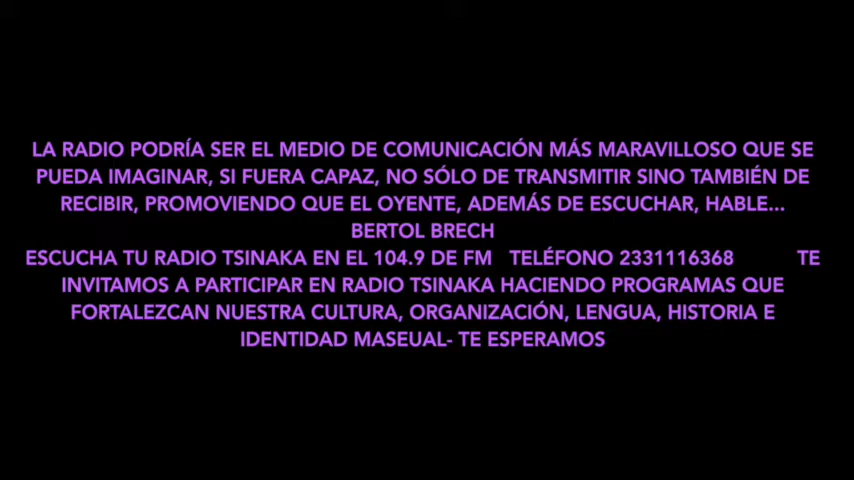 LA RADIO PODRÍA SER EL MEDIO DE COMUNICACIÓN MÁS MARAVILLOSO QUE SE
PUEDA IMAGINAR, SI FUERA CAPAZ, NO SÓLO DE TRANSMITIR SINO TAMBIÉN DE
RECIBIR, PROMOVIENDO QUE EL OYENTE, ADEMÁS DE ESCUCHAR, HABLE...
BERTOL BRECH
ESCUCHA TU RADIO TSINAKA EN EL 104.9 DE FM TELÉFONO 2331116368 TE
INVITAMOS A PARTICIPAR EN RADIO TSINAKA HACIENDO PROGRAMAS QUE
FORTALEZCAN NUESTRA CULTURA, ORGANIZACIÓN, LENGUA, HISTORIA E
IDENTIDAD MASEUAL- TE ESPERAMOS